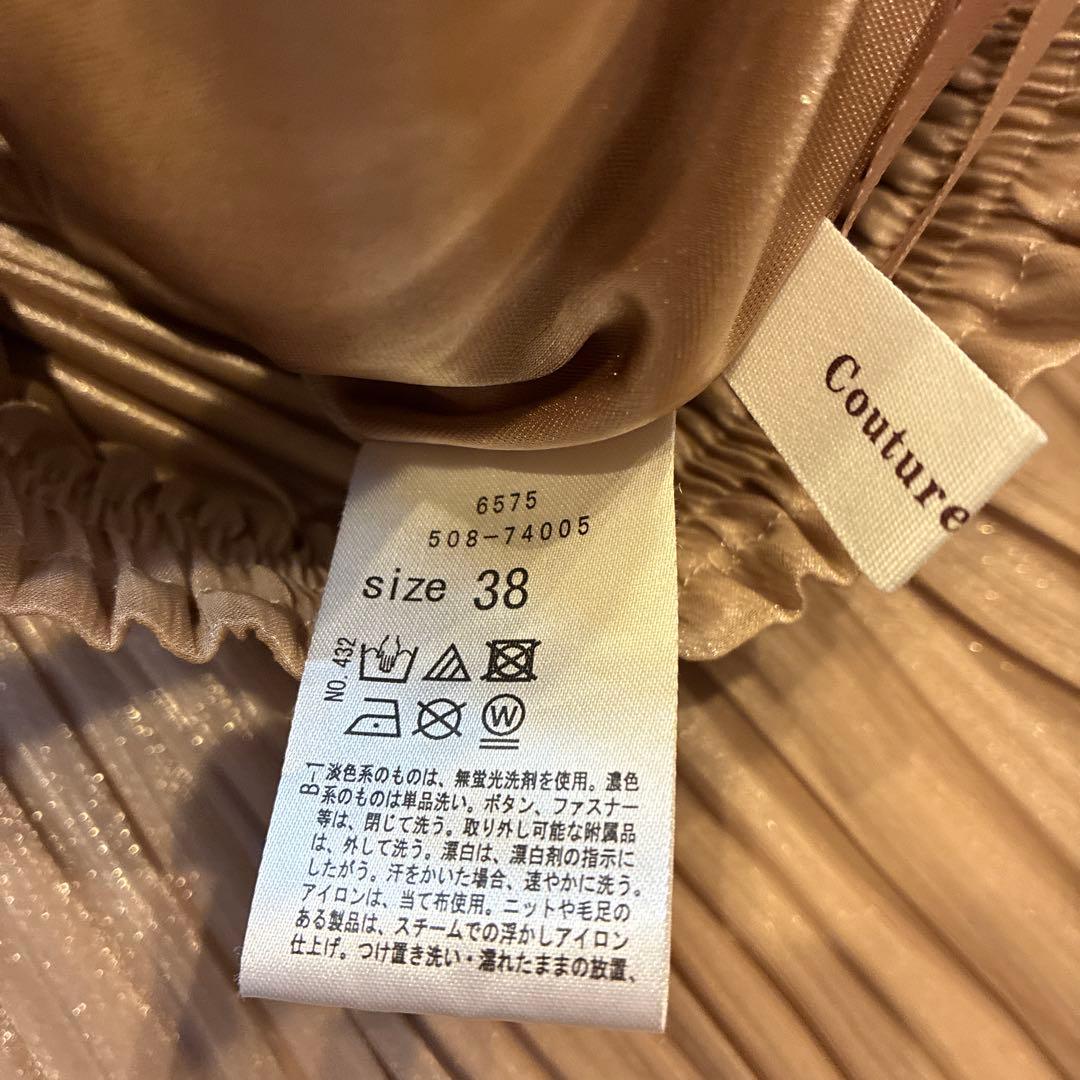 Couture
6575
508-74005
size 38
NO. 432
W
B-1
淡色系のものは、無蛍光洗剤を使用。濃色
系のものは単品洗い。ボタン、ファスナー
等は、閉じて洗う。取り外し可能な附属品
は、外して洗う。漂白は、漂白剤の指示に
したがう。汗をかいた場合、速やかに洗う。
アイロンは、当て布使用。ニットや毛足の
ある製品は、スチームでの浮かしアイロン
仕上げ。つけ置き洗い・濡れたままの放置、